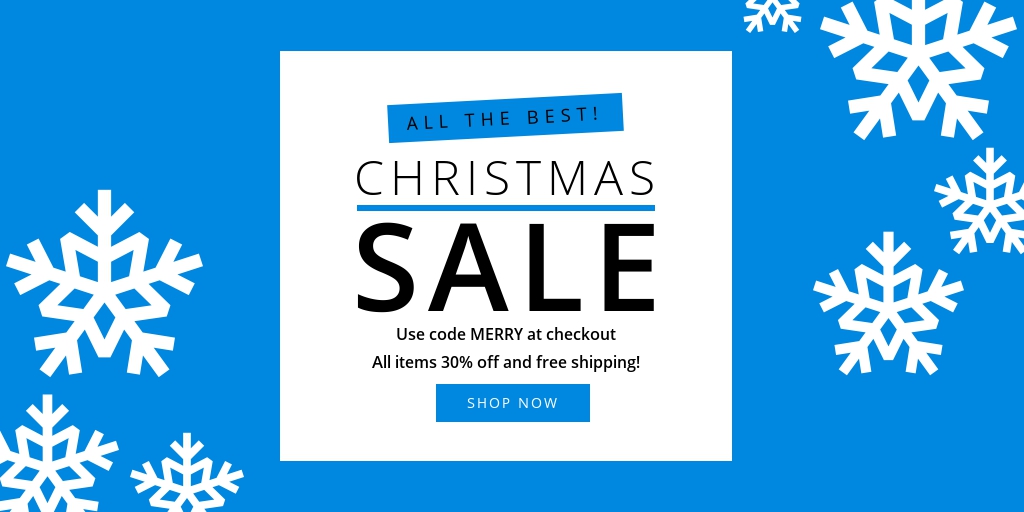 ALL THE BEST!
CHRISTMAS
SALE
Use code MERRY at checkout
All items 30% off and free shipping!
SHOP NOW